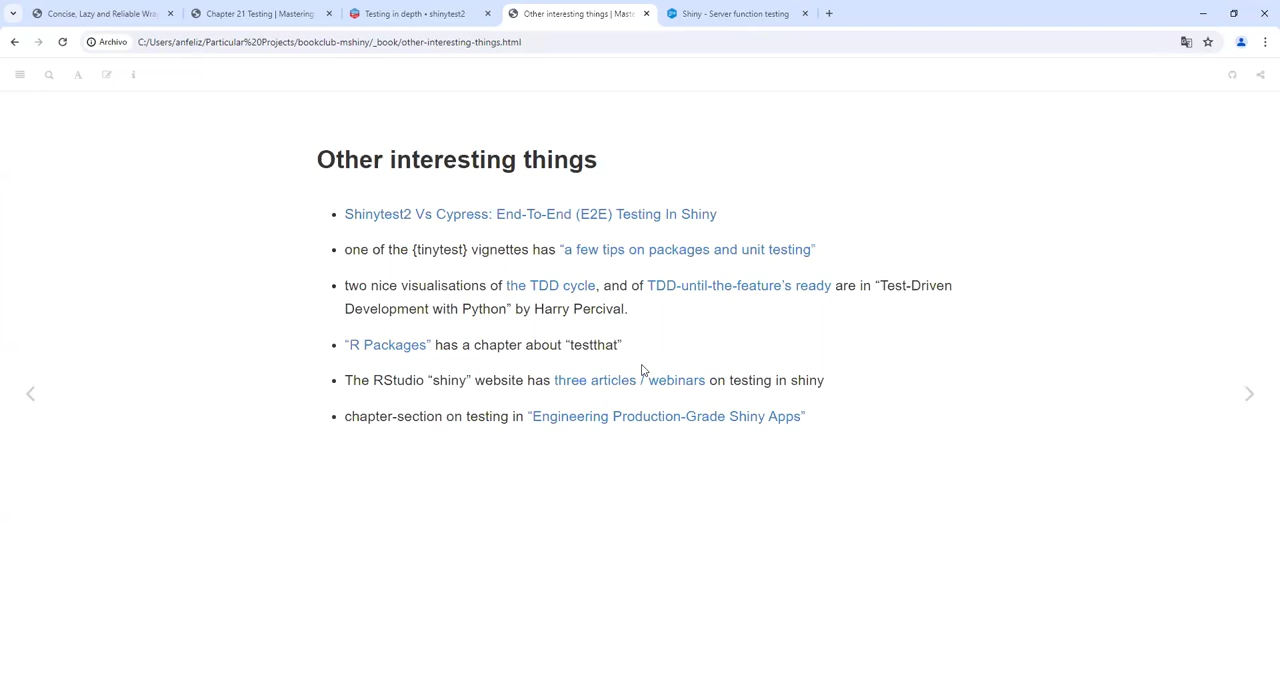 Concise, Lazy and Reliable Wra
Chapter 21 Testing | Mastering
Testing in depth • shinytest2
Other interesting things | Mast
Shiny - Server function testing
Archivo
C:/Users/anfeliz/Particular%20Projects/bookclub-mshiny/_book/other-interesting-things.html
Other interesting things
• Shinytest2 Vs Cypress: End-To-End (E2E) Testing In Shiny
• one of the {tinytest} vignettes has “a few tips on packages and unit testing”
• two nice visualisations of the TDD cycle, and of TDD-until-the-feature’s ready are in “Test-Driven
Development with Python” by Harry Percival.
• “R Packages” has a chapter about “testthat”
• The RStudio “shiny” website has three articles / webinars on testing in shiny
• chapter-section on testing in “Engineering Production-Grade Shiny Apps”